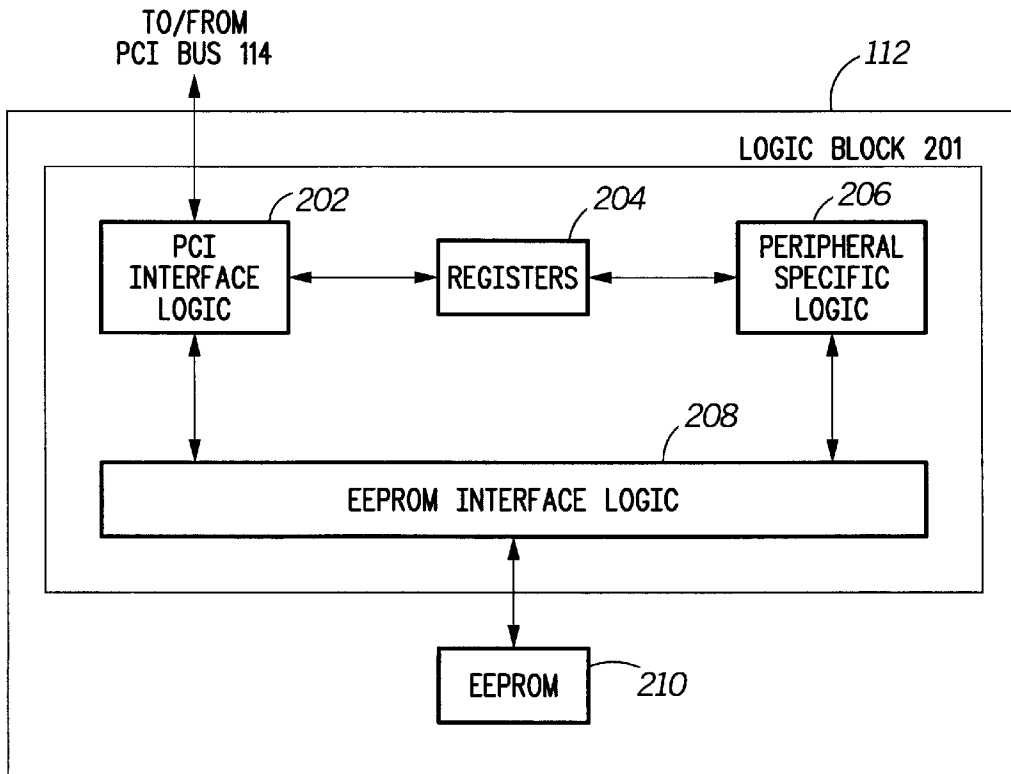 TO/FROM
PCI BUS 114
112
LOGIC BLOCK 201
202
204
206
PCI
INTERFACE
LOGIC
REGISTERS
PERIPHERAL
SPECIFIC
LOGIC
208
EEPROM INTERFACE LOGIC
EEPROM
210